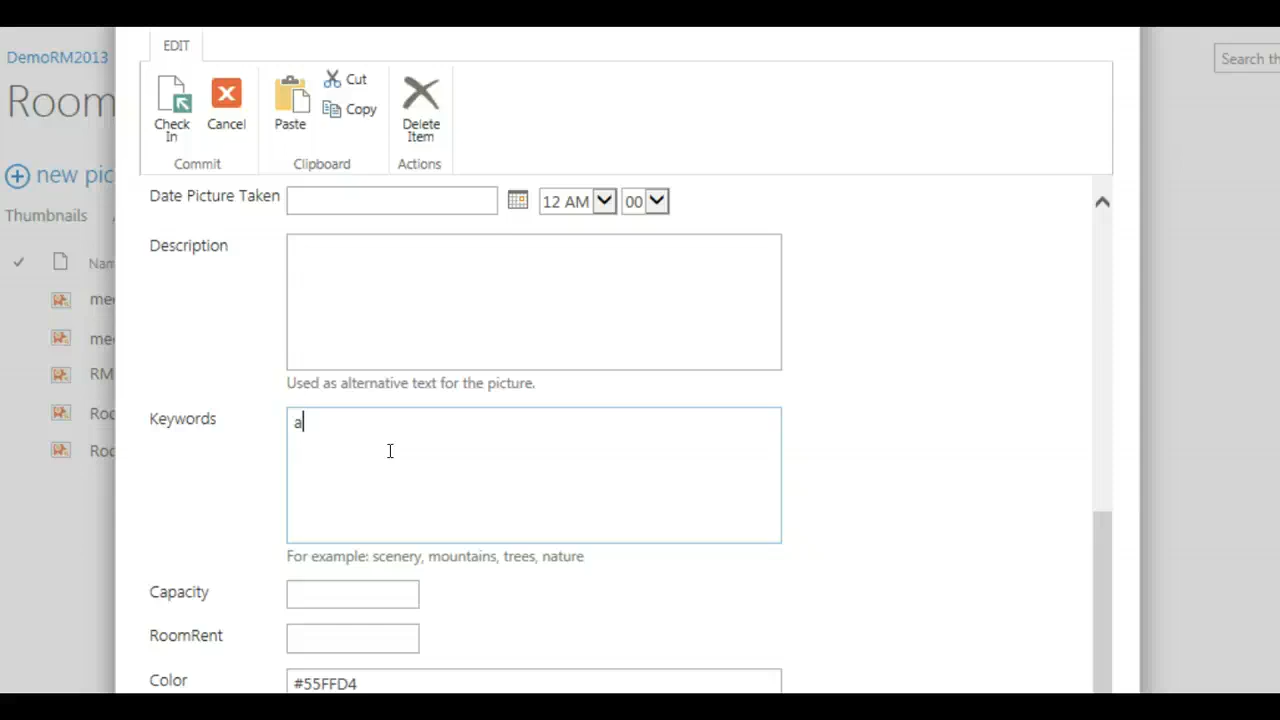 DemoRM2013
Room
new pic
Thumbnails
Nam
me
me
RM
Roo
Roo
Search th
EDIT
Check In
Cancel
Paste
Cut
Copy
Delete Item
Commit
Clipboard
Actions
Date Picture Taken
12 AM
00
Description
Used as alternative text for the picture.
Keywords
a
For example: scenery, mountains, trees, nature
Capacity
RoomRent
Color
#55FFD4